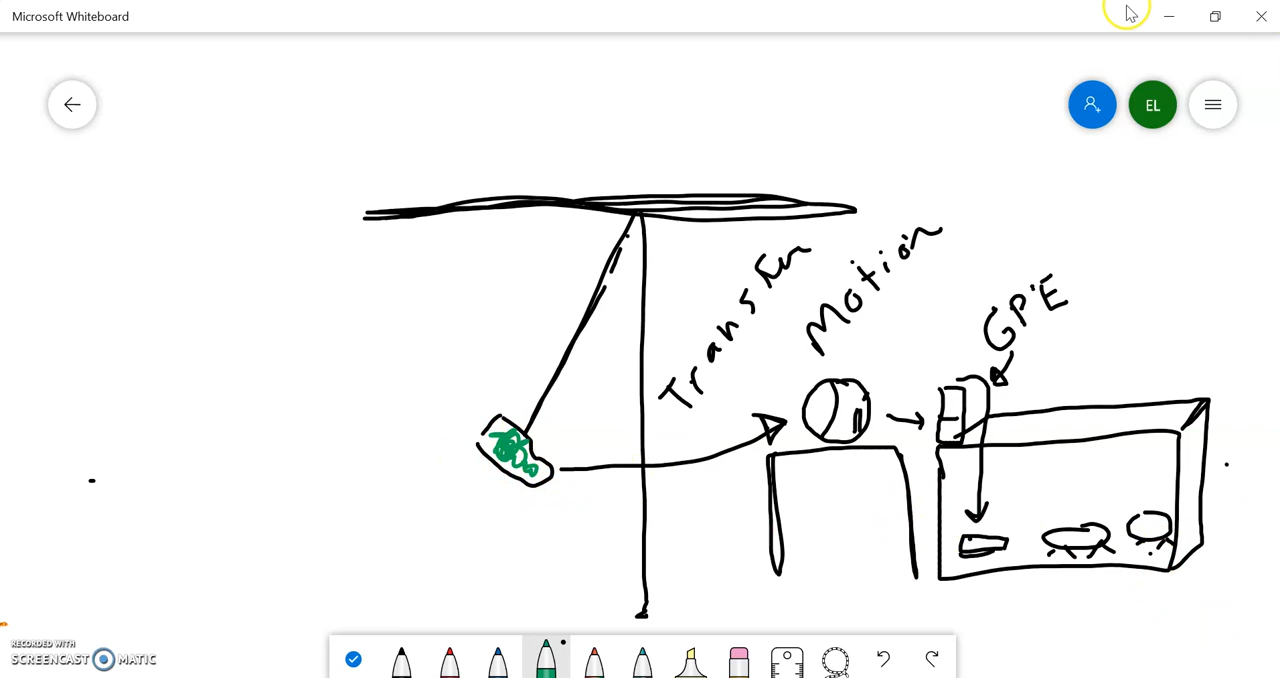 Microsoft Whiteboard
EL
Transfer
Motion
GPE
RECORDED WITH
SCREENCAST MATIC